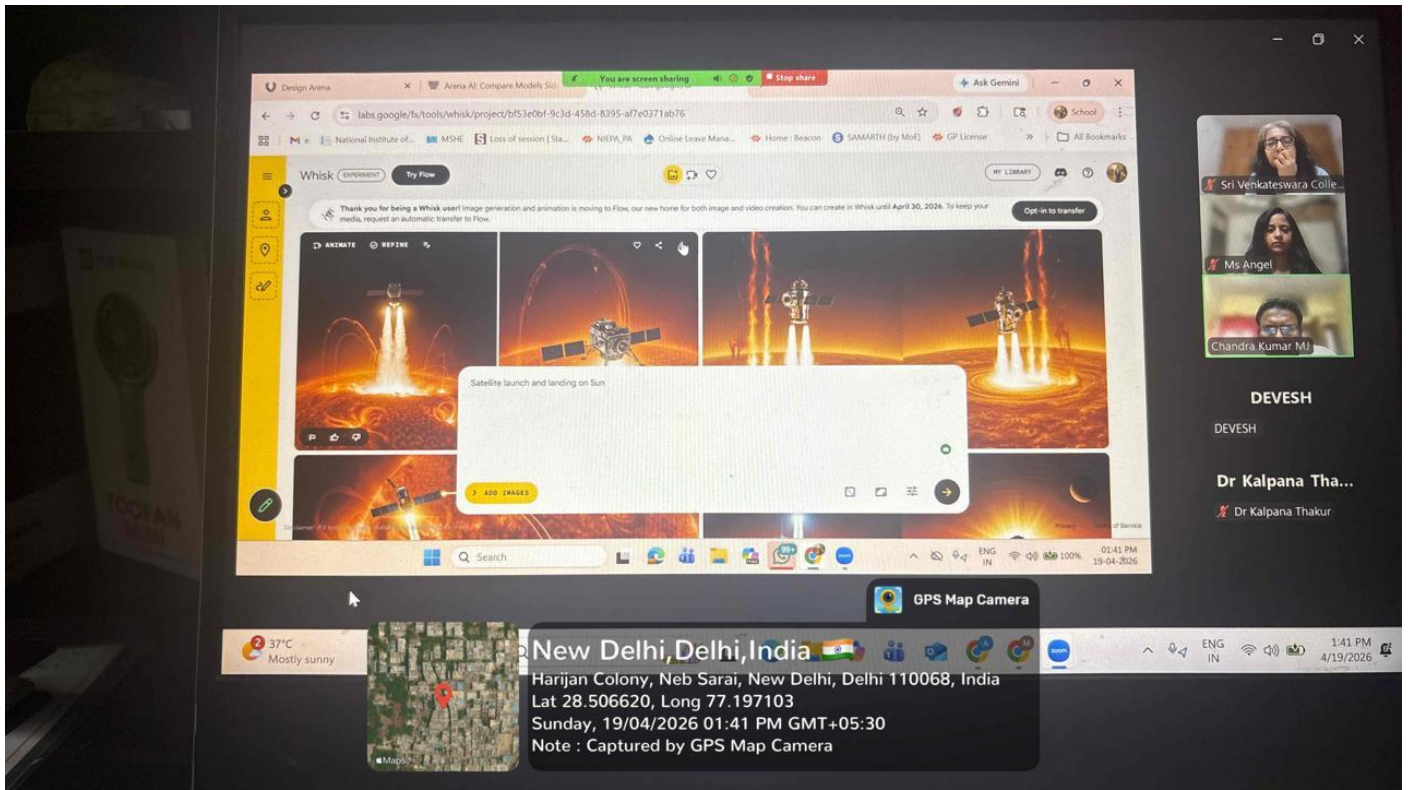 Design Arena
Arena AI: Compare Models Sid
You are screen sharing
Stop share
Ask Gemini
labs.google/fx/tools/whisk/project/bf53e0bf-9c3d-458d-8395-af7e0371ab76
School
National Institute of...
MSHE
Loss of session | Sta...
NIEPA_PA
Online Leave Mana...
Home : Beacon
SAMARTH (by MoE)
GP License
All Bookmarks
Whisk
EXPERIMENT
Try Flow
MY LIBRARY
Thank you for being a Whisk user! Image generation and animation is moving to Flow, our new home for both image and video creation. You can create in Whisk until April 30, 2026. To keep your
media, request an automatic transfer to Flow.
Opt-in to transfer
ANIMATE
REFINE
Satellite launch and landing on Sun
ADD IMAGES
Privacy
of Service
Search
99+
ENG
IN
100%
01:41 PM
19-04-2026
Sri Venkateswara Colle...
Ms Angel
Chandra Kumar MJ
DEVESH
DEVESH
Dr Kalpana Tha...
Dr Kalpana Thakur
TOOFAN
GPS Map Camera
2
37°C
Mostly sunny
zoom
ENG
IN
1:41 PM
4/19/2026
Maps
New Delhi,Delhi,India
Harijan Colony, Neb Sarai, New Delhi, Delhi 110068, India
Lat 28.506620, Long 77.197103
Sunday, 19/04/2026 01:41 PM GMT+05:30
Note : Captured by GPS Map Camera